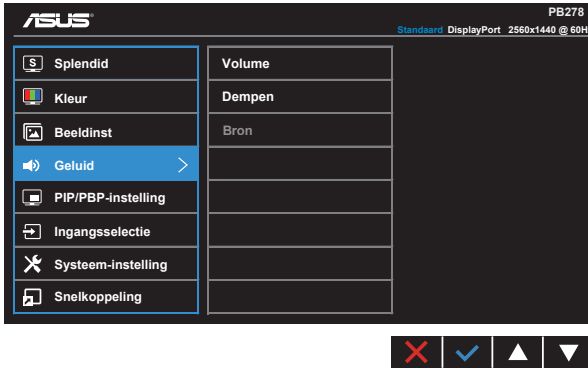 ASUS
PB278
Standaard DisplayPort 2560x1440 @ 60H
S Splendid
Kleur
Beeldinst
Geluid
PIP/PBP-instelling
Ingangsselectie
Systeem-instelling
Snelkoppeling
Volume
Dempen
Bron